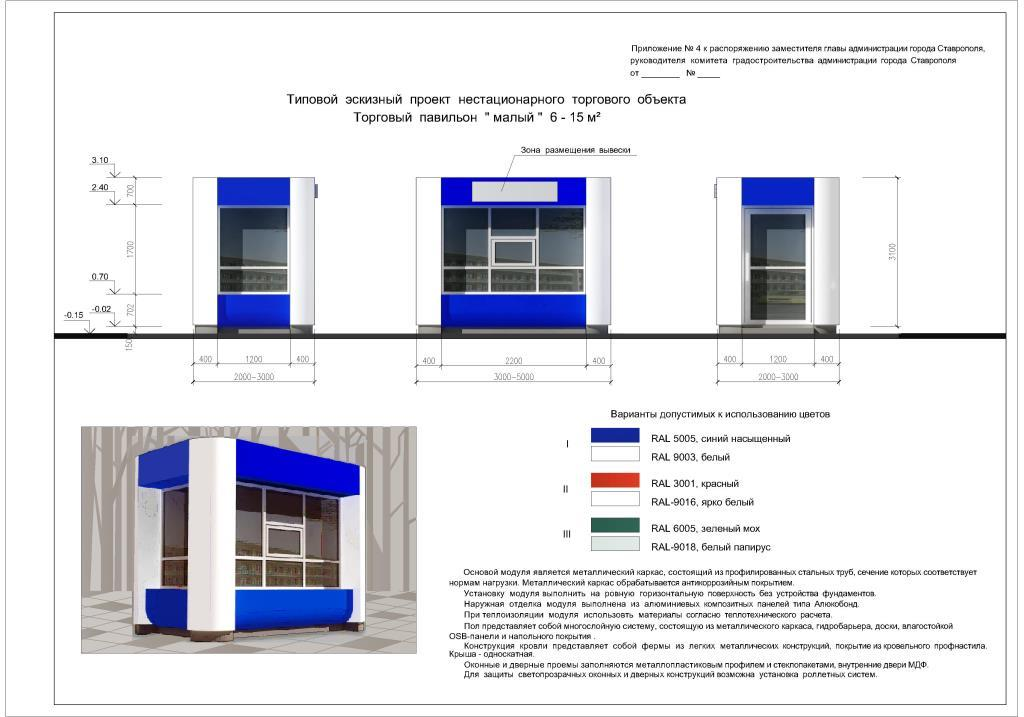 Приложение № 4 к распоряжению заместителя главы администрации города Ставрополя,
руководителя комитета градостроительства администрации города Ставрополя
от ________ № _____
Типовой эскизный проект нестационарного торгового объекта
Торговый павильон " малый " 6 - 15 м²
Зона размещения вывески
3.10
700
2.40
1700
3100
0.70
702
-0.02
-0.15
150
400 1200 400
2000-3000
400 2200 400
3000-5000
400 1200 400
2000-3000
Варианты допустимых к использованию цветов
I
RAL 5005, синий насыщенный
RAL 9003, белый
II
RAL 3001, красный
RAL-9016, ярко белый
III
RAL 6005, зеленый мох
RAL-9018, белый папирус
Основой модуля является металлический каркас, состоящий из профилированных стальных труб, сечение которых соответствует
нормам нагрузки. Металлический каркас обрабатывается антикоррозийным покрытием.
Установку модуля выполнить на ровную горизонтальную поверхность без устройства фундаментов.
Наружная отделка модуля выполнена из алюминиевых композитных панелей типа Алюкобонд.
При теплоизоляции модуля использовать материалы согласно теплотехнического расчета.
Пол представляет собой многослойную систему, состоящую из металлического каркаса, гидробарьера, доски, влагостойкой
OSB-панели и напольного покрытия .
Конструкция кровли представляет собой фермы из легких металлических конструкций, покрытие из кровельного профнастила.
Крыша - односкатная.
Оконные и дверные проемы заполняются металлопластиковым профилем и стеклопакетами, внутренние двери МДФ.
Для защиты светопрозрачных оконных и дверных конструкций возможна установка роллетных систем.